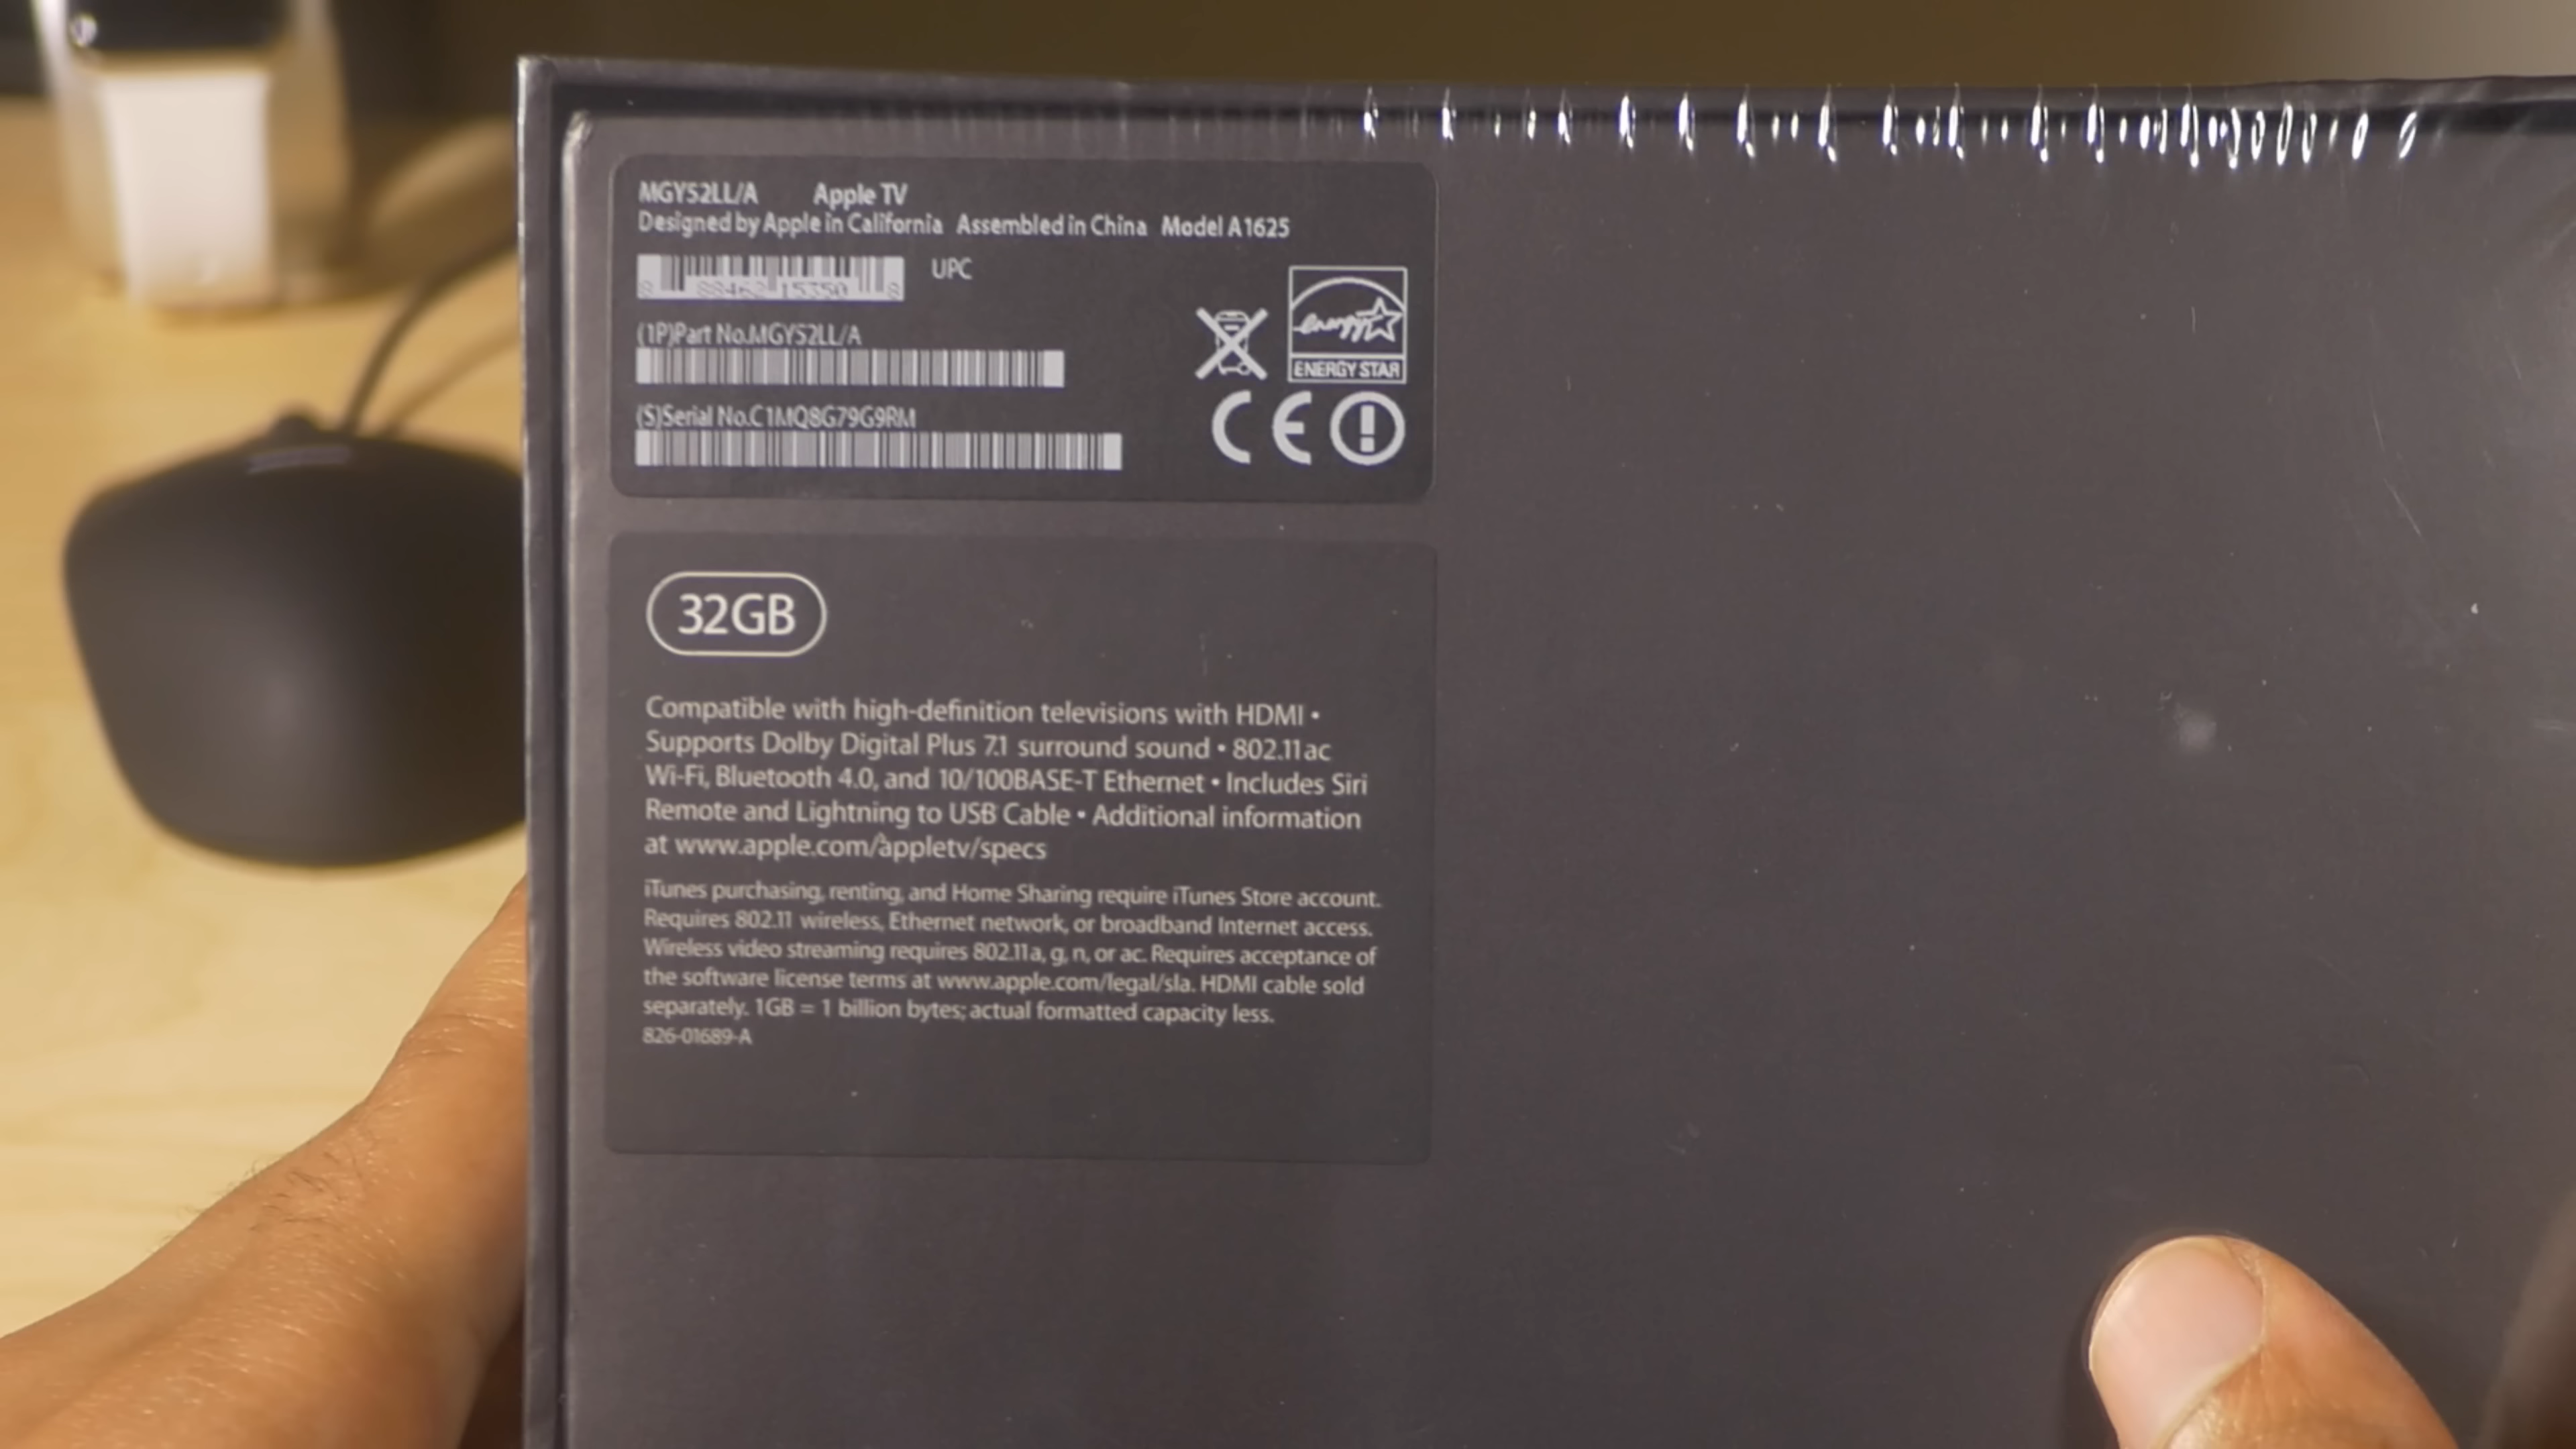 MGY52LL/A Apple TV
Designed by Apple in California Assembled in China Model A1625
UPC
8 88462 15350 8
(1P)Part No.MGY52LL/A
(S)Serial No.C1MQ8G79G9RM
energy
ENERGY STAR
CE
32GB
Compatible with high-definition televisions with HDMI •
Supports Dolby Digital Plus 7.1 surround sound • 802.11ac
Wi-Fi, Bluetooth 4.0, and 10/100BASE-T Ethernet • Includes Siri
Remote and Lightning to USB Cable • Additional information
at www.apple.com/appletv/specs
iTunes purchasing, renting, and Home Sharing require iTunes Store account.
Requires 802.11 wireless, Ethernet network, or broadband Internet access.
Wireless video streaming requires 802.11a, g, n, or ac. Requires acceptance of
the software license terms at www.apple.com/legal/sla. HDMI cable sold
separately. 1GB = 1 billion bytes; actual formatted capacity less.
826-01689-A